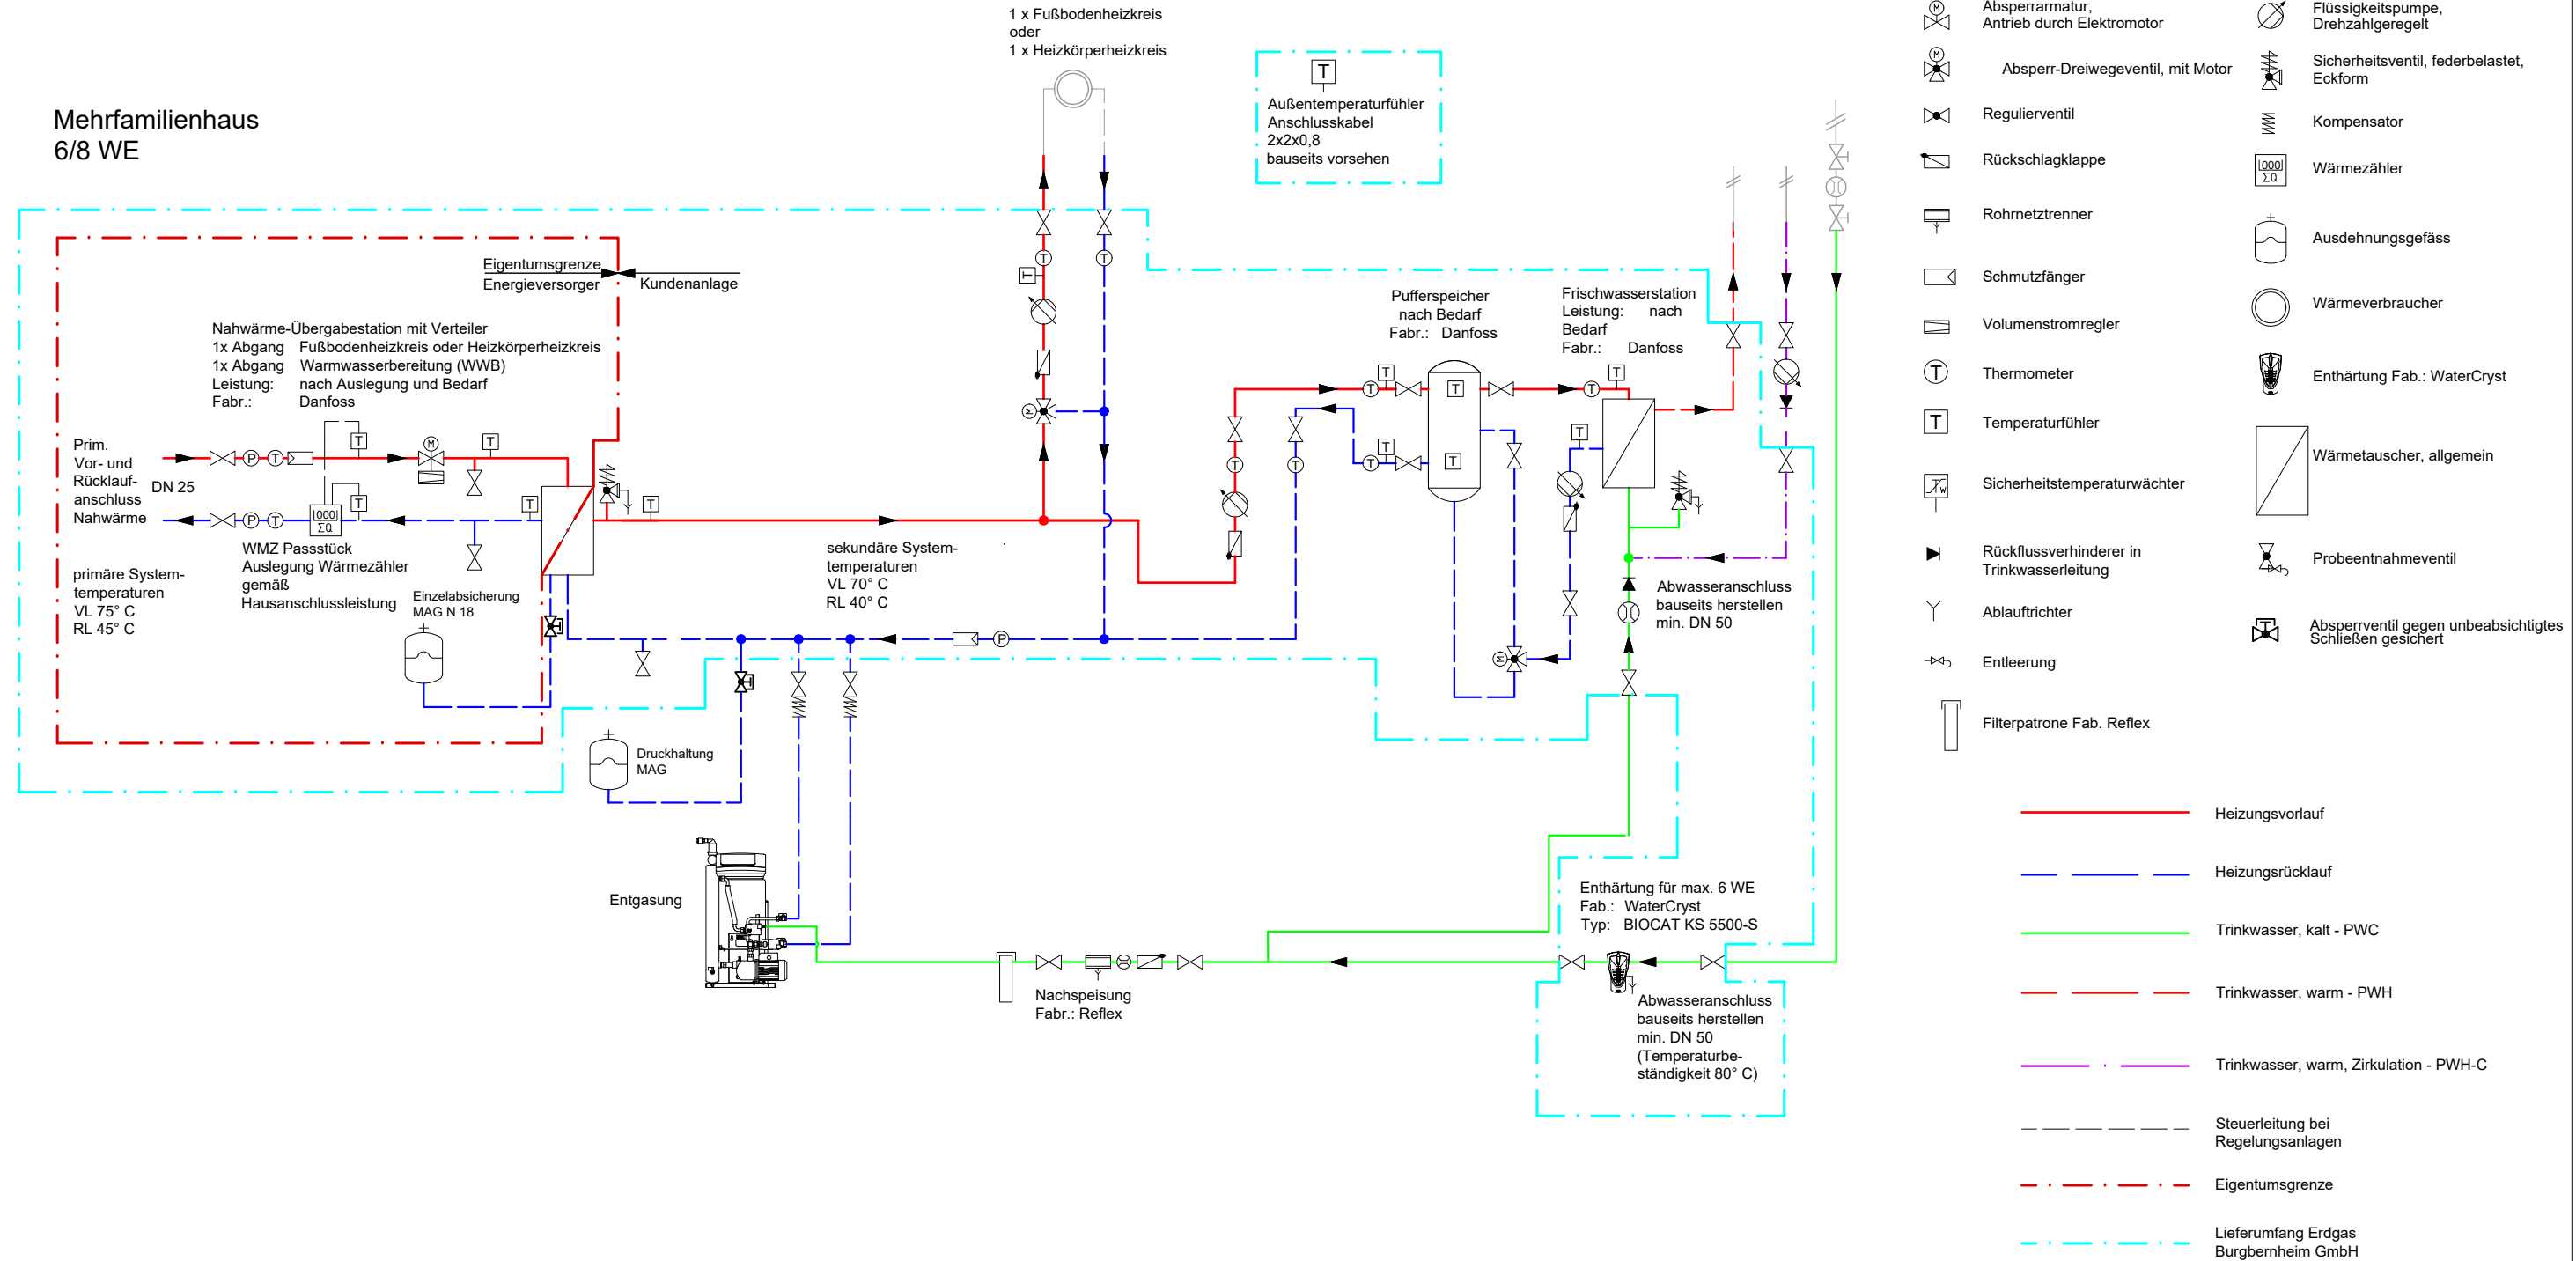 Mehrfamilienhaus
6/8 WE
1 x Fußbodenheizkreis
oder
1 x Heizkörperheizkreis
T
Außentemperaturfühler
Anschlusskabel
2x2x0,8
bauseits vorsehen
Eigentumsgrenze
Energieversorger
Kundenanlage
Nahwärme-Übergabestation mit Verteiler
1x Abgang Fußbodenheizkreis oder Heizkörperheizkreis
1x Abgang Warmwasserbereitung (WWB)
Leistung: nach Auslegung und Bedarf
Fabr.: Danfoss
Prim.
Vor- und
Rücklauf-
anschluss
Nahwärme
DN 25
P
T
T
M
T
P
T
|000|
ΣQ
T
T
T
WMZ Passstück
Auslegung Wärmezähler
gemäß
Hausanschlussleistung
primäre System-
temperaturen
VL 75° C
RL 45° C
Einzelabsicherung
MAG N 18
sekundäre System-
temperaturen
VL 70° C
RL 40° C
T
T
T
M
P
Druckhaltung
MAG
Entgasung
Pufferspeicher
nach Bedarf
Fabr.: Danfoss
Frischwasserstation
Leistung: nach
Bedarf
Fabr.: Danfoss
T
T
T
T
T
T
T
T
T
T
T
M
Abwasseranschluss
bauseits herstellen
min. DN 50
Enthärtung für max. 6 WE
Fab.: WaterCryst
Typ: BIOCAT KS 5500-S
Nachspeisung
Fabr.: Reflex
Abwasseranschluss
bauseits herstellen
min. DN 50
(Temperaturbe-
ständigkeit 80° C)
M
Absperrarmatur,
Antrieb durch Elektromotor
M
Absperr-Dreiwegeventil, mit Motor
Regulierventil
Rückschlagklappe
Rohrnetztrenner
Schmutzfänger
Volumenstromregler
T
Thermometer
T
Temperaturfühler
Sicherheitstemperaturwächter
Rückflussverhinderer in
Trinkwasserleitung
Ablauftrichter
Entleerung
Filterpatrone Fab. Reflex
Flüssigkeitspumpe,
Drehzahlgeregelt
Sicherheitsventil, federbelastet,
Eckform
Kompensator
|000|
ΣQ
Wärmezähler
Ausdehnungsgefäss
Wärmeverbraucher
Enthärtung Fab.: WaterCryst
Wärmetauscher, allgemein
Probeentnahmeventil
Absperrventil gegen unbeabsichtigtes
Schließen gesichert
Heizungsvorlauf
Heizungsrücklauf
Trinkwasser, kalt - PWC
Trinkwasser, warm - PWH
Trinkwasser, warm, Zirkulation - PWH-C
Steuerleitung bei
Regelungsanlagen
Eigentumsgrenze
Lieferumfang Erdgas
Burgbernheim GmbH